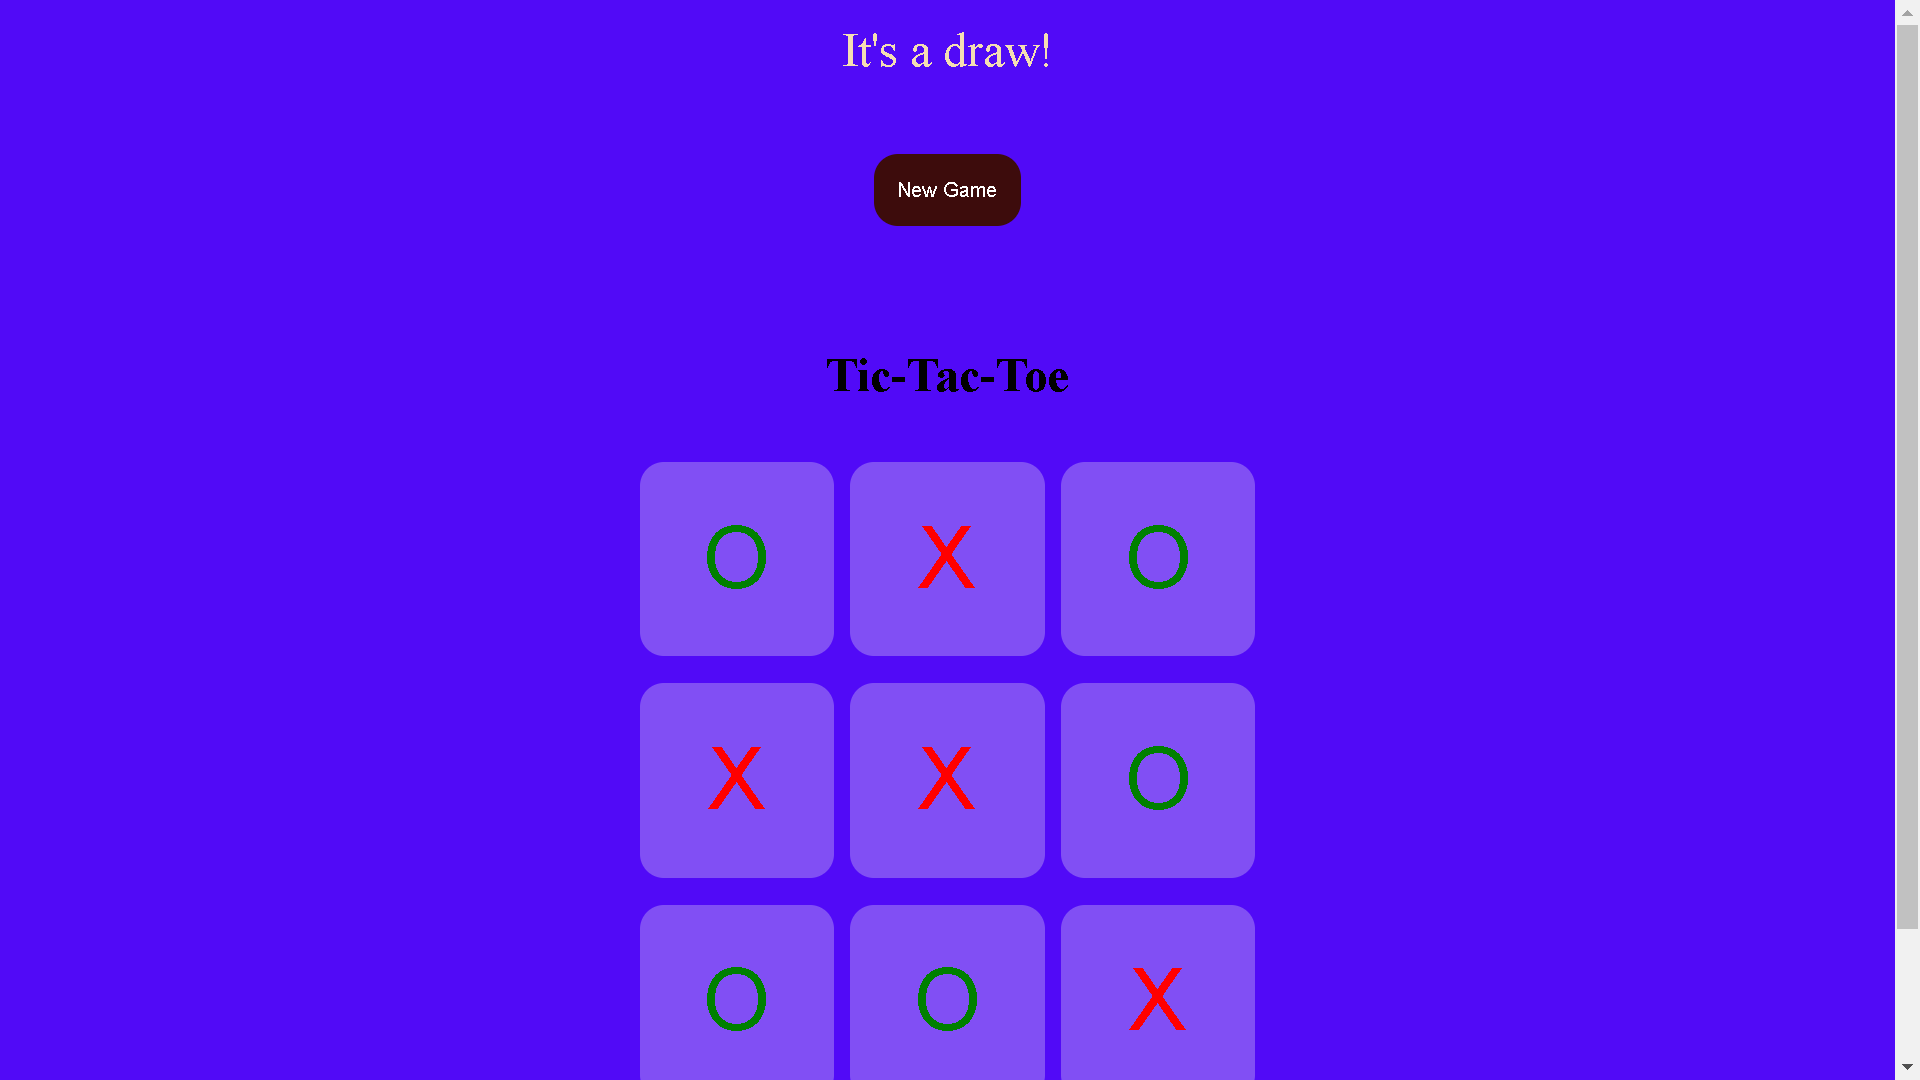 It's a draw!
New Game
Tic-Tac-Toe
O X O
X X O
O O X